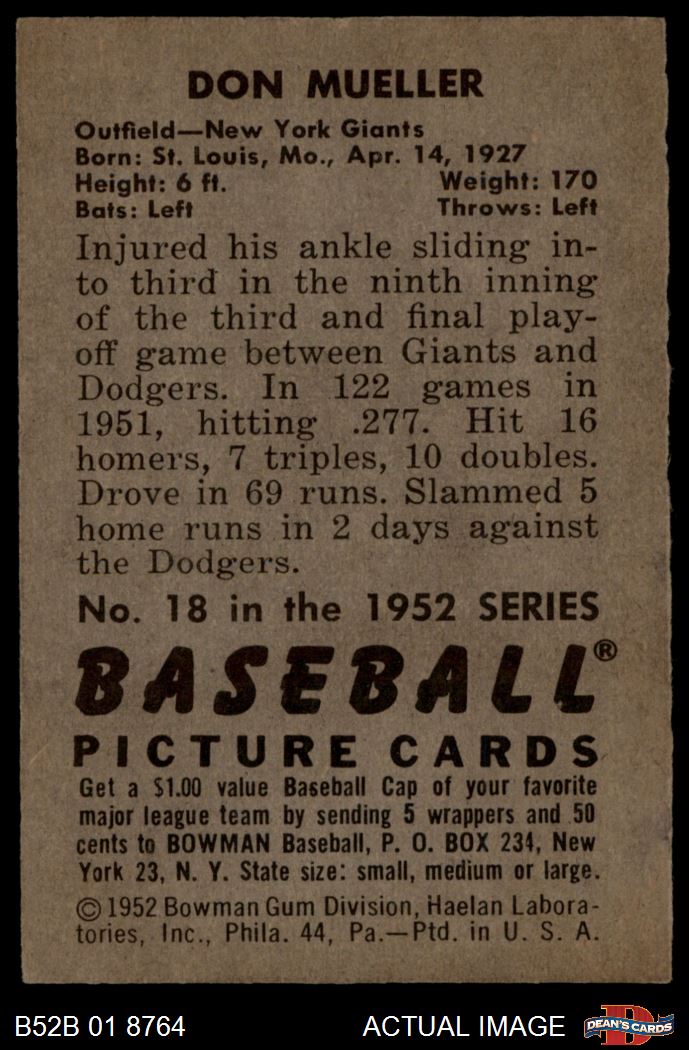 DON MUELLER
Outfield—New York Giants
Born: St. Louis, Mo., Apr. 14, 1927
Height: 6 ft. Weight: 170
Bats: Left Throws: Left
Injured his ankle sliding in-
to third in the ninth inning
of the third and final play-
off game between Giants and
Dodgers. In 122 games in
1951, hitting .277. Hit 16
homers, 7 triples, 10 doubles.
Drove in 69 runs. Slammed 5
home runs in 2 days against
the Dodgers.
No. 18 in the 1952 SERIES
BASEBALL®
PICTURE CARDS
Get a $1.00 value Baseball Cap of your favorite
major league team by sending 5 wrappers and 50
cents to BOWMAN Baseball, P. O. BOX 234, New
York 23, N. Y. State size: small, medium or large.
©1952 Bowman Gum Division, Haelan Labora-
tories, Inc., Phila. 44, Pa.—Ptd. in U. S. A.
B52B 01 8764 ACTUAL IMAGE D DEAN'S CARDS